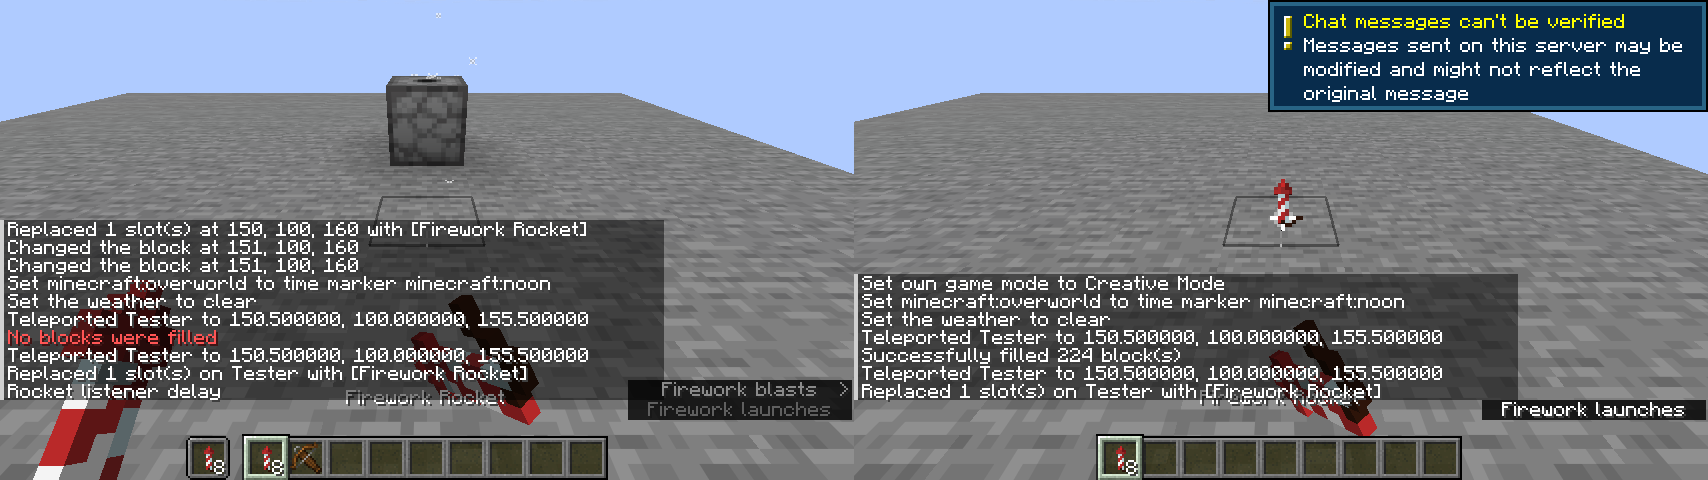 Replaced 1 slot(s) at 150, 100, 160 with [Firework Rocket]
Changed the block at 151, 100, 160
Changed the block at 151, 100, 160
Set minecraft:overworld to time marker minecraft:noon
Set the weather to clear
Teleported Tester to 150.500000, 100.000000, 155.500000
No blocks were filled
Teleported Tester to 150.500000, 100.000000, 155.500000
Replaced 1 slot(s) on Tester with [Firework Rocket]
Rocket listener delay
Firework Rocket
Firework blasts >
Firework launches
8
8
Chat messages can't be verified
Messages sent on this server may be
modified and might not reflect the
original message
Set own game mode to Creative Mode
Set minecraft:overworld to time marker minecraft:noon
Set the weather to clear
Teleported Tester to 150.500000, 100.000000, 155.500000
Successfully filled 224 block(s)
Teleported Tester to 150.500000, 100.000000, 155.500000
Replaced 1 slot(s) on Tester with [Firework Rocket]
Firework Rocket
Firework launches
8